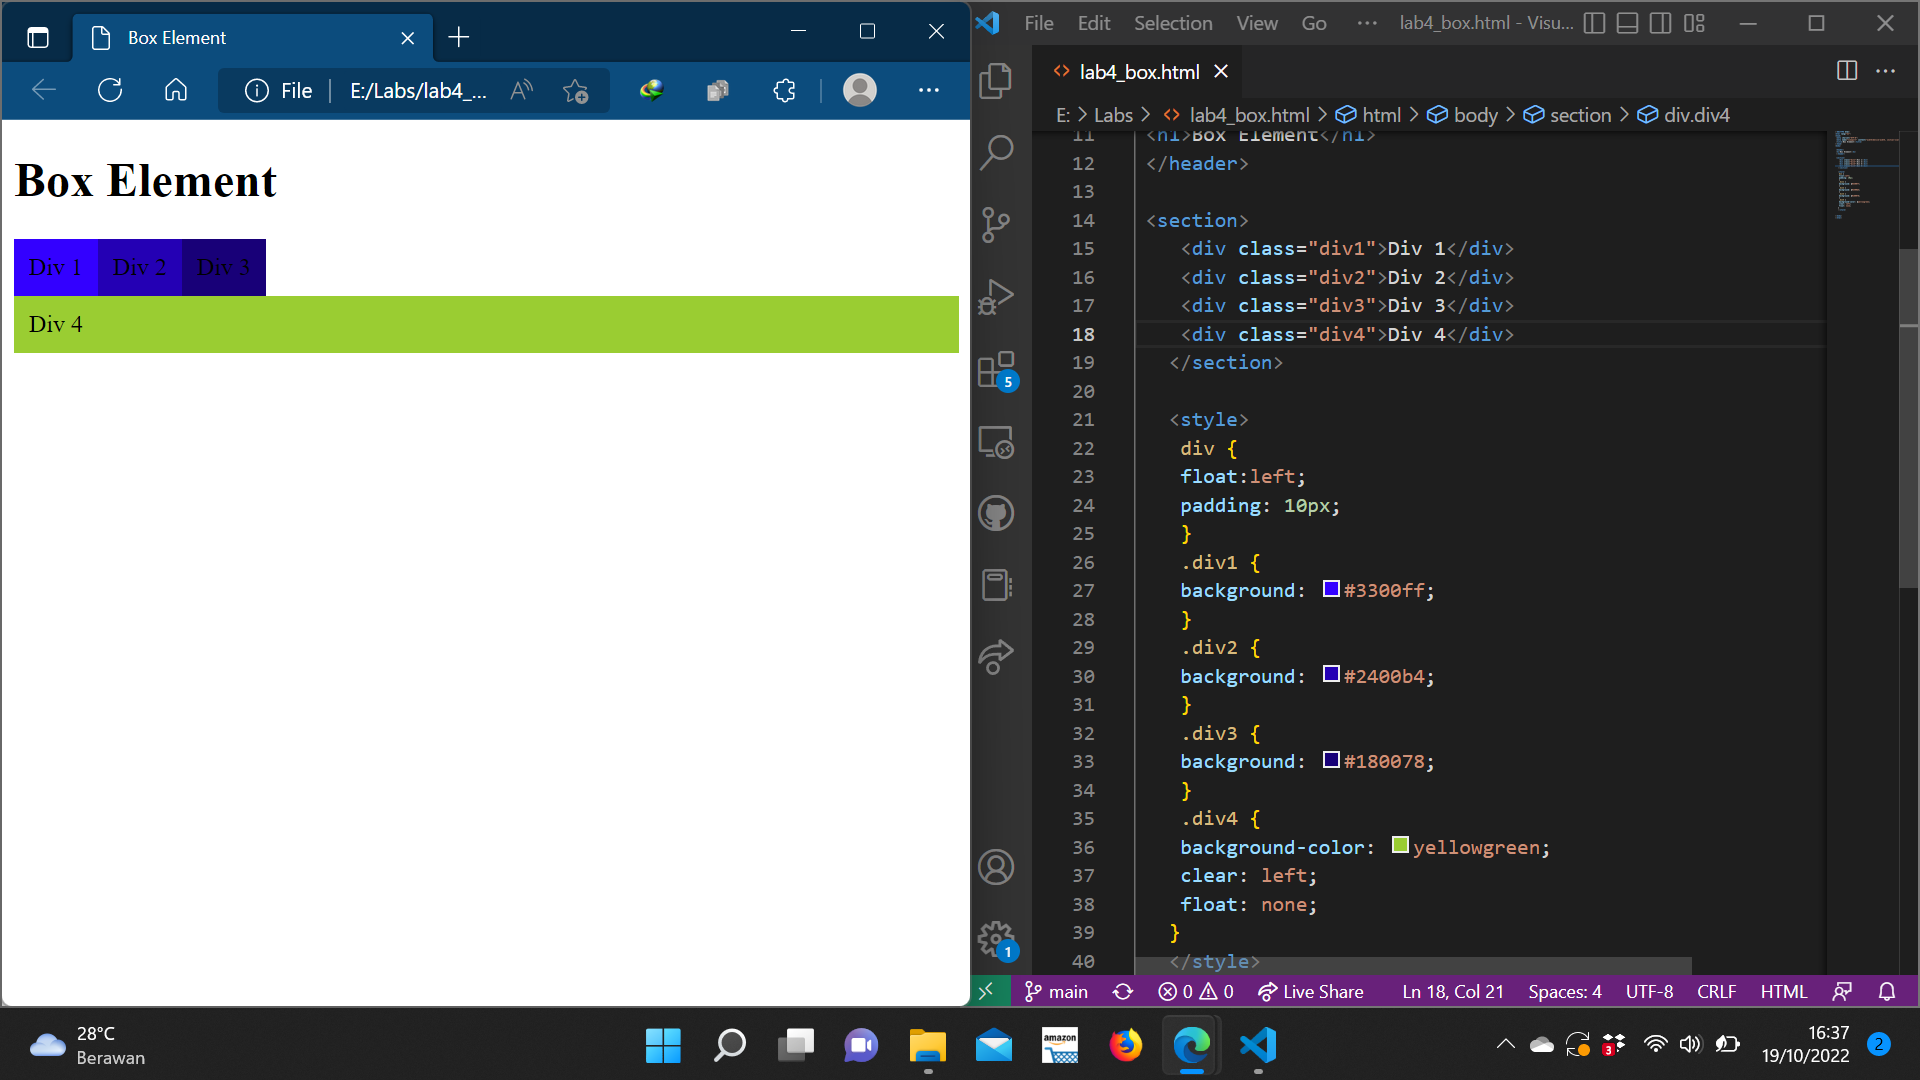 Box Element
File
E:/Labs/lab4_...
Box Element
Div 1
Div 2
Div 3
Div 4
File Edit Selection View Go ··· lab4_box.html - Visu...
lab4_box.html
E: > Labs > lab4_box.html > html > body > section > div.div4
11 <h1>Box Element</h1>
12 </header>
13
14 <section>
15 <div class="div1">Div 1</div>
16 <div class="div2">Div 2</div>
17 <div class="div3">Div 3</div>
18 <div class="div4">Div 4</div>
19 </section>
20
21 <style>
22 div {
23 float:left;
24 padding: 10px;
25 }
26 .div1 {
27 background: #3300ff;
28 }
29 .div2 {
30 background: #2400b4;
31 }
32 .div3 {
33 background: #180078;
34 }
35 .div4 {
36 background-color: yellowgreen;
37 clear: left;
38 float: none;
39 }
40 </style>
5
1
main 0 0 Live Share Ln 18, Col 21 Spaces: 4 UTF-8 CRLF HTML
28°C
Berawan
amazon
3
16:37
19/10/2022
2